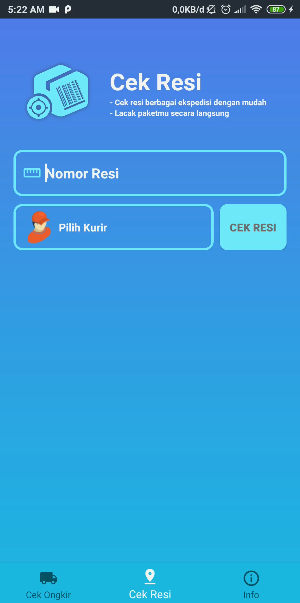 5:22 AM
0,0KB/d
87
Cek Resi
- Cek resi berbagai ekspedisi dengan mudah
- Lacak paketmu secara langsung
Nomor Resi
Pilih Kurir
CEK RESI
Cek Ongkir
Cek Resi
Info